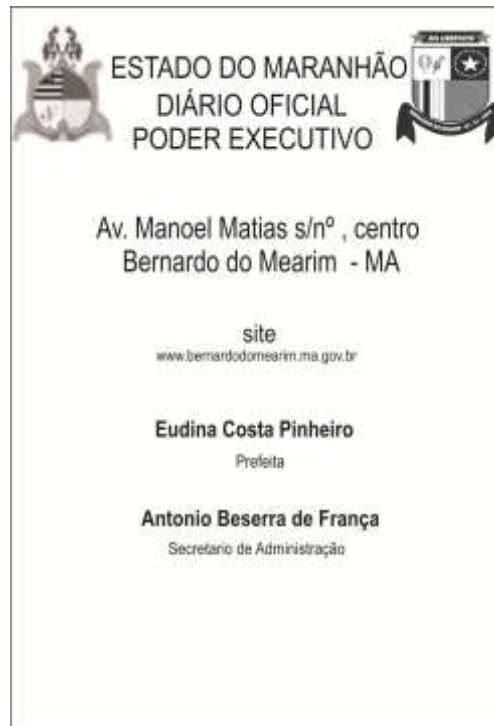 ESTADO DO MARANHÃO
DIÁRIO OFICIAL
PODER EXECUTIVO
Av. Manoel Matias s/nº , centro
Bernardo do Mearim - MA
site
www.bernardodomearim.ma.gov.br
Eudina Costa Pinheiro
Prefeita
Antonio Beserra de França
Secretario de Administração